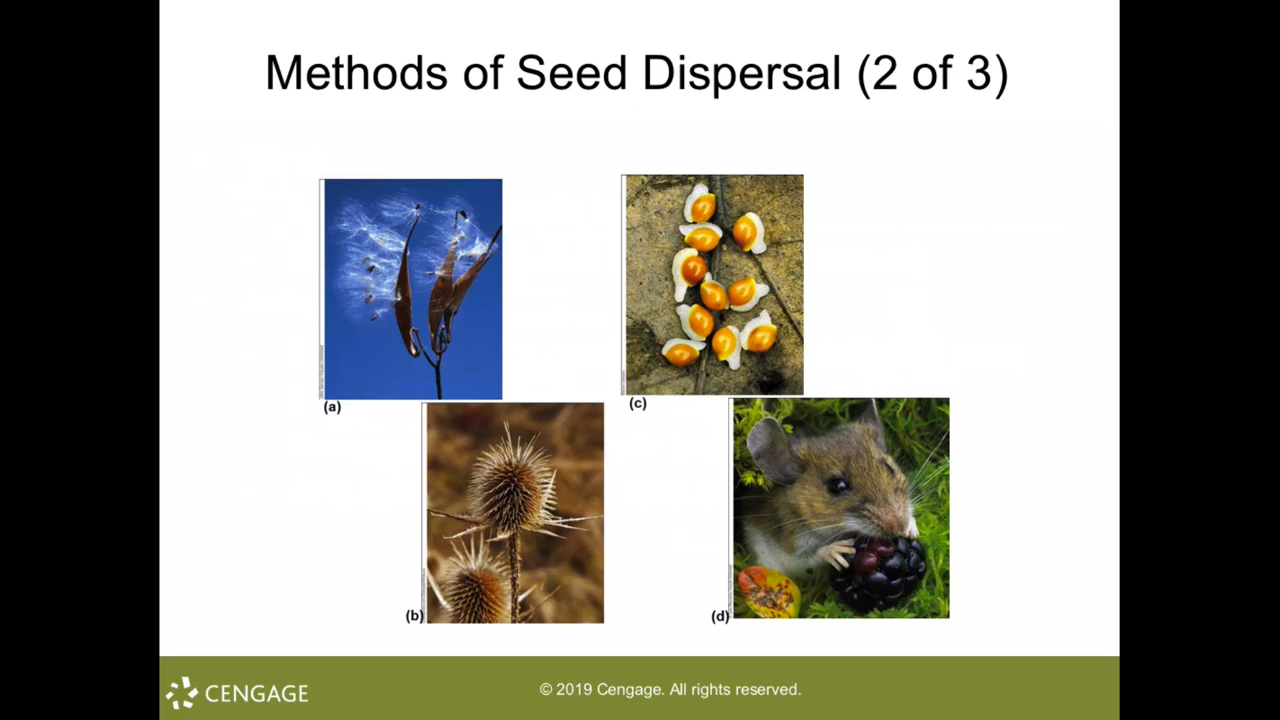 Methods of Seed Dispersal (2 of 3)
(a)
(c)
(b)
(d)
CENGAGE
© 2019 Cengage. All rights reserved.